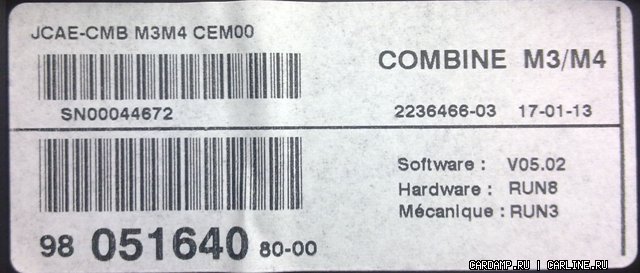 JCAE-CMB M3M4 CEM00
COMBINE M3/M4
SN00044672
2236466-03 17-01-13
Software : V05.02
Hardware : RUN8
Mécanique : RUN3
98 051640 80-00
CARDAMP.RU | CARLINE.RU